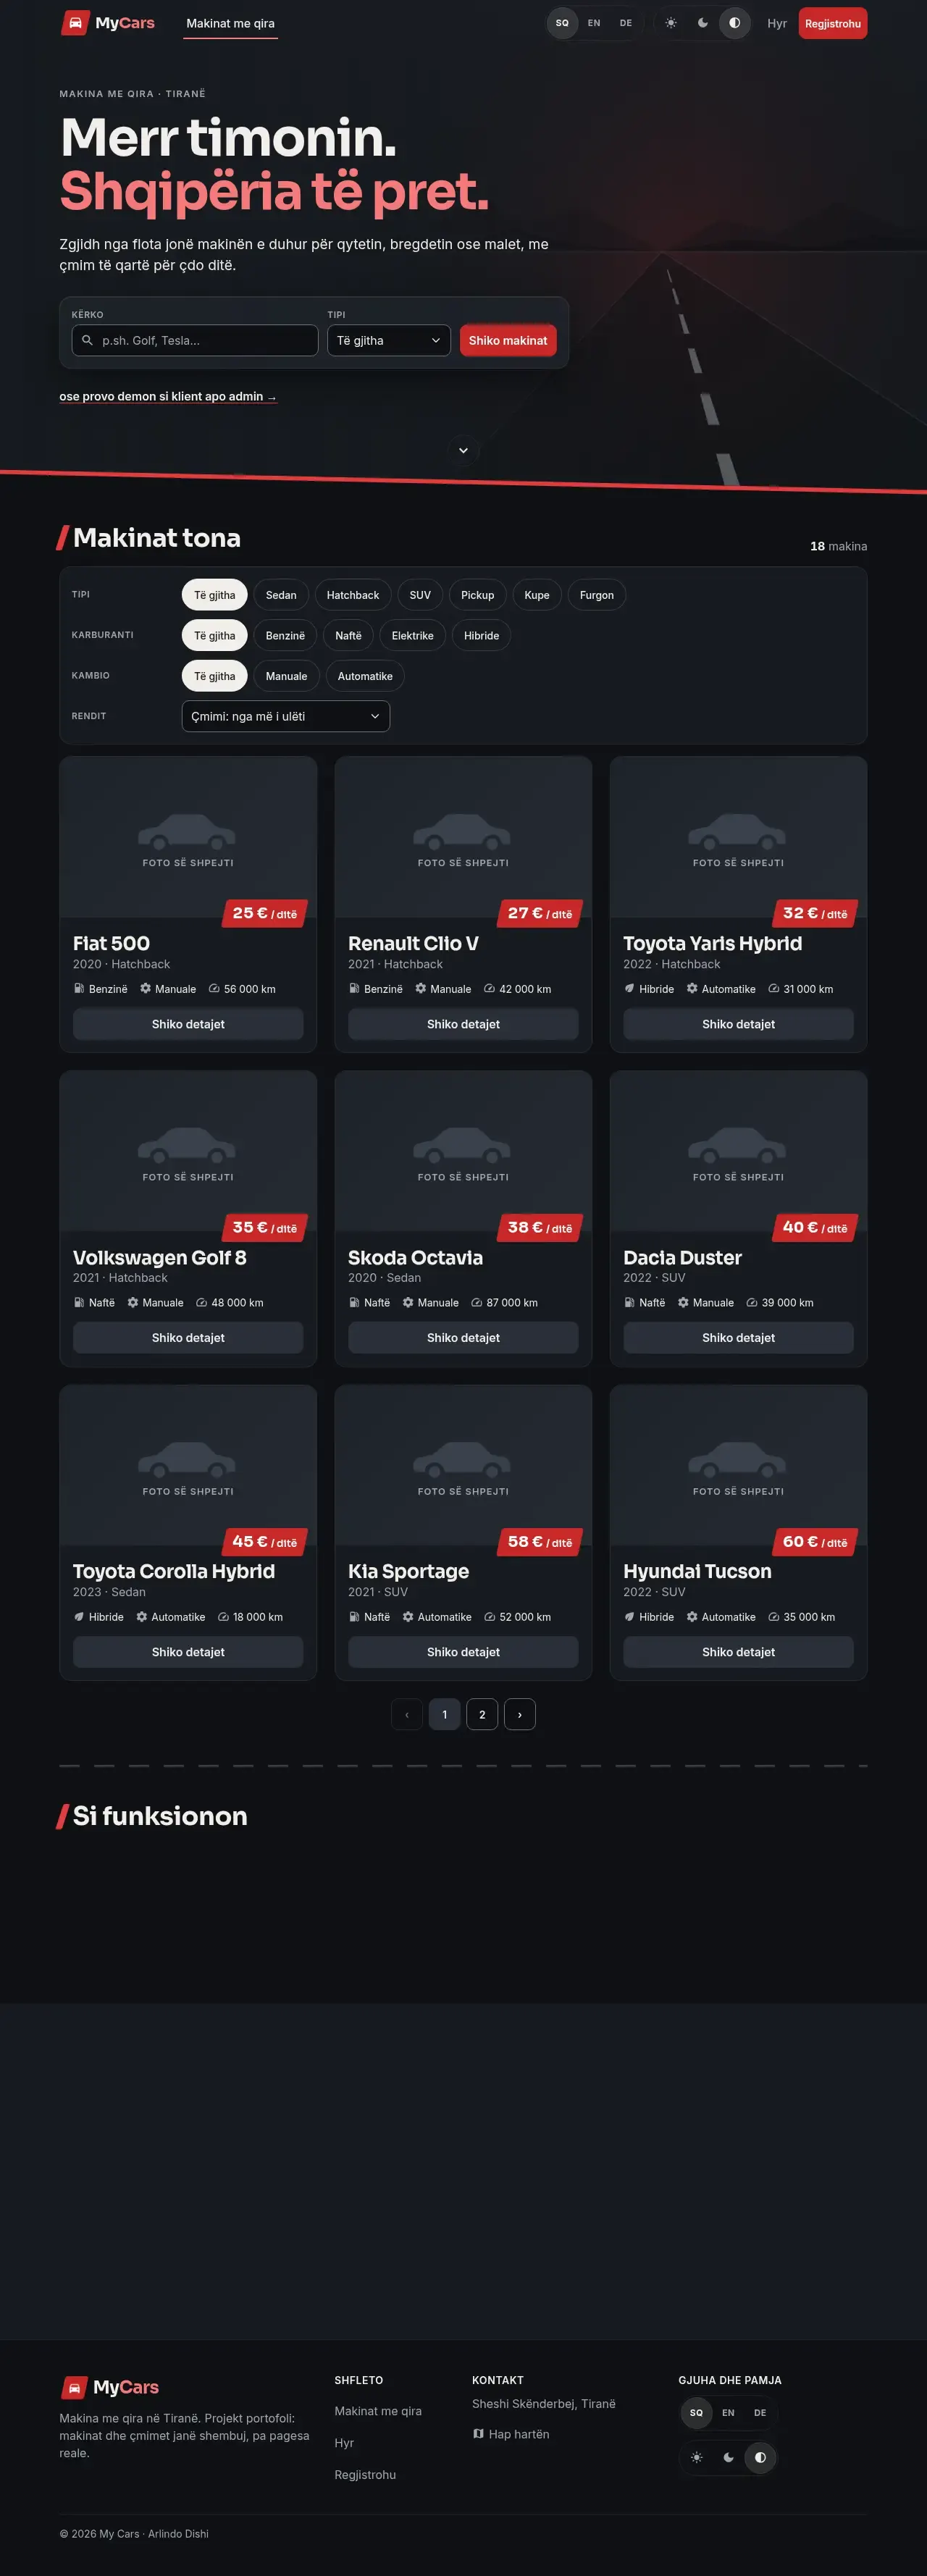 MyCars
Makinat me qira
SQ EN DE
Hyr
Regjistrohu
MAKINA ME QIRA · TIRANË
Merr timonin.
Shqipëria të pret.
Zgjidh nga flota jonë makinën e duhur për qytetin, bregdetin ose malet, me
çmim të qartë për çdo ditë.
KËRKO
TIPI
p.sh. Golf, Tesla...
Të gjitha
Shiko makinat
ose provo demon si klient apo admin →
Makinat tona
18 makina
TIPI
Të gjitha Sedan Hatchback SUV Pickup Kupe Furgon
KARBURANTI
Të gjitha Benzinë Naftë Elektrike Hibride
KAMBIO
Të gjitha Manuale Automatike
RENDIT
Çmimi: nga më i ulëti
FOTO SË SHPEJTI
25 € / ditë
Fiat 500
2020 · Hatchback
Benzinë Manuale 56 000 km
Shiko detajet
FOTO SË SHPEJTI
27 € / ditë
Renault Clio V
2021 · Hatchback
Benzinë Manuale 42 000 km
Shiko detajet
FOTO SË SHPEJTI
32 € / ditë
Toyota Yaris Hybrid
2022 · Hatchback
Hibride Automatike 31 000 km
Shiko detajet
FOTO SË SHPEJTI
35 € / ditë
Volkswagen Golf 8
2021 · Hatchback
Naftë Manuale 48 000 km
Shiko detajet
FOTO SË SHPEJTI
38 € / ditë
Skoda Octavia
2020 · Sedan
Naftë Manuale 87 000 km
Shiko detajet
FOTO SË SHPEJTI
40 € / ditë
Dacia Duster
2022 · SUV
Naftë Manuale 39 000 km
Shiko detajet
FOTO SË SHPEJTI
45 € / ditë
Toyota Corolla Hybrid
2023 · Sedan
Hibride Automatike 18 000 km
Shiko detajet
FOTO SË SHPEJTI
58 € / ditë
Kia Sportage
2021 · SUV
Naftë Automatike 52 000 km
Shiko detajet
FOTO SË SHPEJTI
60 € / ditë
Hyundai Tucson
2022 · SUV
Hibride Automatike 35 000 km
Shiko detajet
‹ 1 2 ›
Si funksionon
MyCars
Makina me qira në Tiranë. Projekt portofoli:
makinat dhe çmimet janë shembuj, pa pagesa
reale.
SHFLETO
Makinat me qira
Hyr
Regjistrohu
KONTAKT
Sheshi Skënderbej, Tiranë
Hap hartën
GJUHA DHE PAMJA
SQ EN DE
© 2026 My Cars · Arlindo Dishi